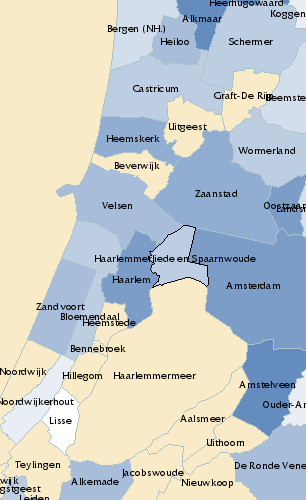 Heerhugowaard
Koggen
Alkmaar
Bergen (NH.)
Heiloo
Schermer
Castricum
Graft-De Rijp
Beemste
Uitgeest
Heemskerk
Wormerland
Beverwijk
Zaanstad
Velsen
Oostzaan
Landsm
Haarlemmerliede en Spaarnwoude
Haarlem
Amsterdam
Zandvoort
Bloemendaal
Heemstede
Bennebroek
Noordwijk
Hillegom
Haarlemmermeer
Amstelveen
Noordwijkerhout
Ouder-Am
Lisse
Aalsmeer
Uithoorn
Teylingen
De Ronde Vene
Jacobswoude
wijk
Alkemade
Nieuwkoop
gstgeest
Leiden